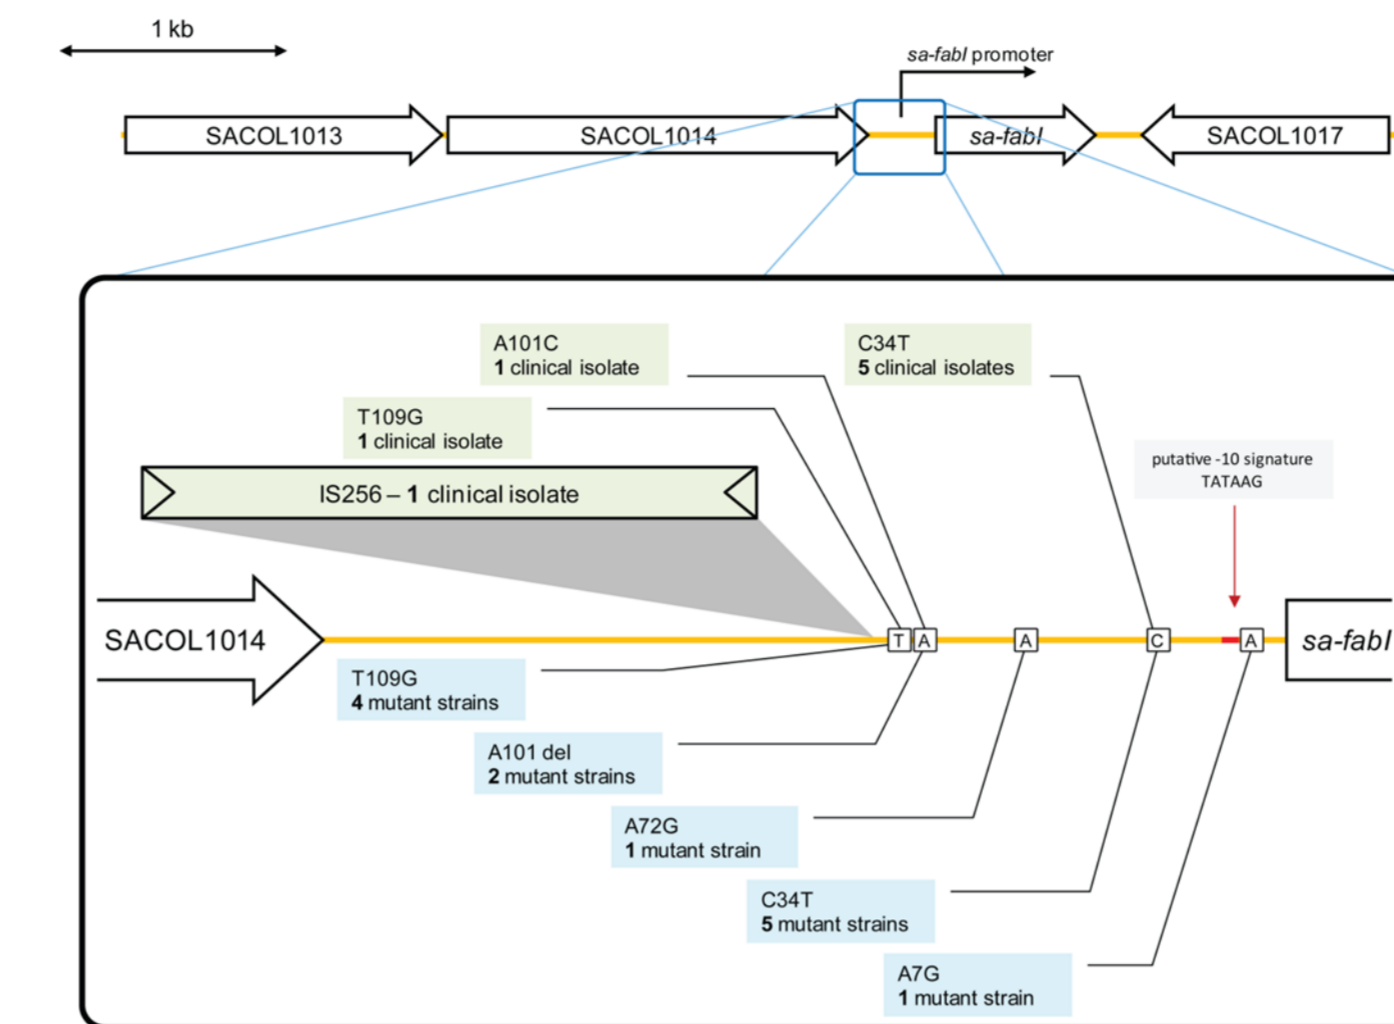 1 kb
sa-fabI promoter
SACOL1013
SACOL1014
sa-fabI
SACOL1017
A101C
1 clinical isolate
C34T
5 clinical isolates
T109G
1 clinical isolate
putative -10 signature
TATAAG
IS256 – 1 clinical isolate
SACOL1014
T
A
A
C
A
sa-fabI
T109G
4 mutant strains
A101 del
2 mutant strains
A72G
1 mutant strain
C34T
5 mutant strains
A7G
1 mutant strain